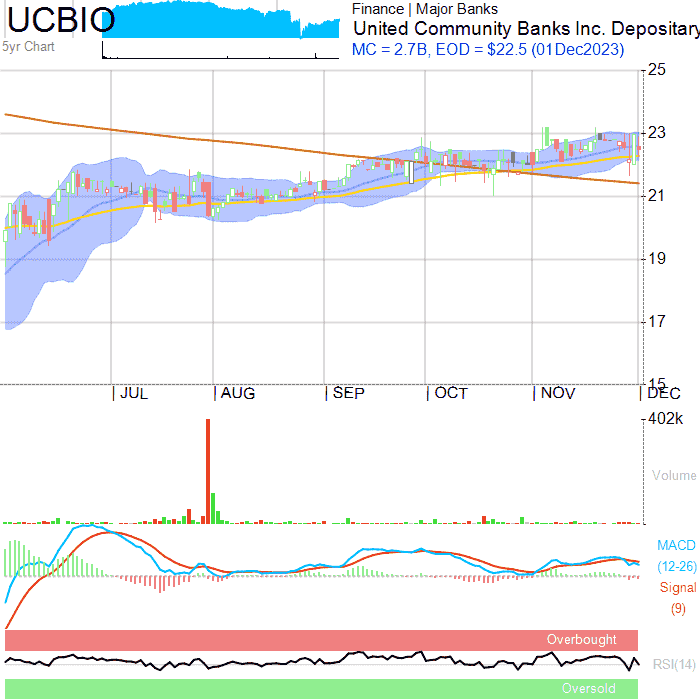 UCBIO
5yr Chart
Finance | Major Banks
United Community Banks Inc. Depositary
MC = 2.7B, EOD = $22.5 (01Dec2023)
25
23
21
19
17
15
| JUL | AUG | SEP | OCT | NOV | DEC
402k
Volume
MACD
(12-26)
Signal
(9)
Overbought
RSI(14)
Oversold